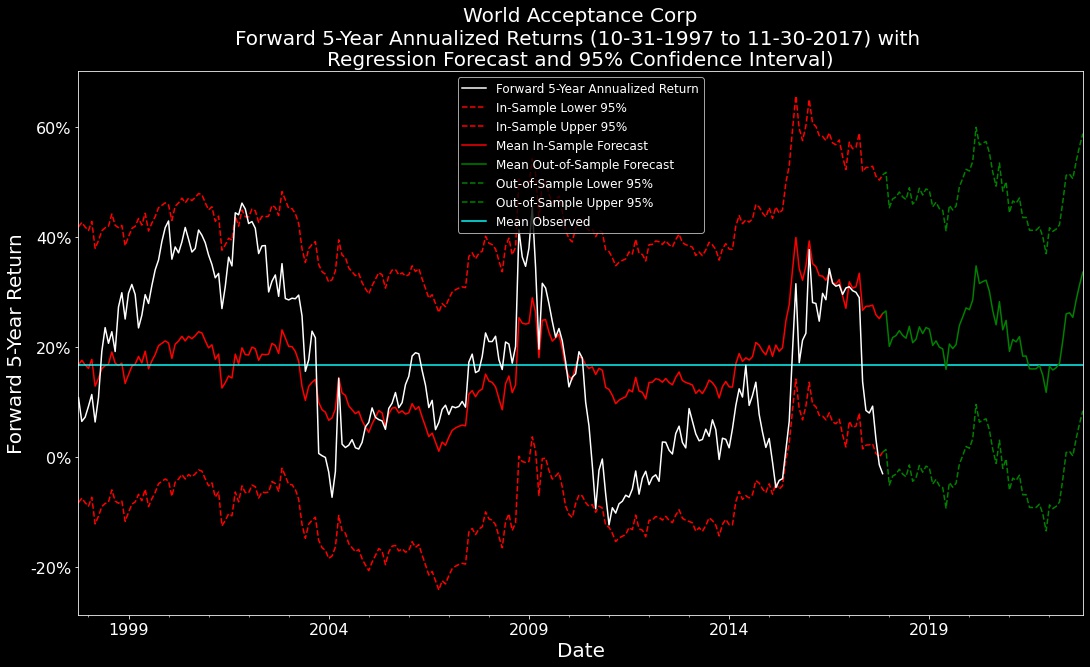 World Acceptance Corp
Forward 5-Year Annualized Returns (10-31-1997 to 11-30-2017) with
Regression Forecast and 95% Confidence Interval)
Forward 5-Year Annualized Return
In-Sample Lower 95%
In-Sample Upper 95%
Mean In-Sample Forecast
Mean Out-of-Sample Forecast
Out-of-Sample Lower 95%
Out-of-Sample Upper 95%
Mean Observed
Forward 5-Year Return
60%
40%
20%
0%
-20%
1999
2004
2009
2014
2019
Date